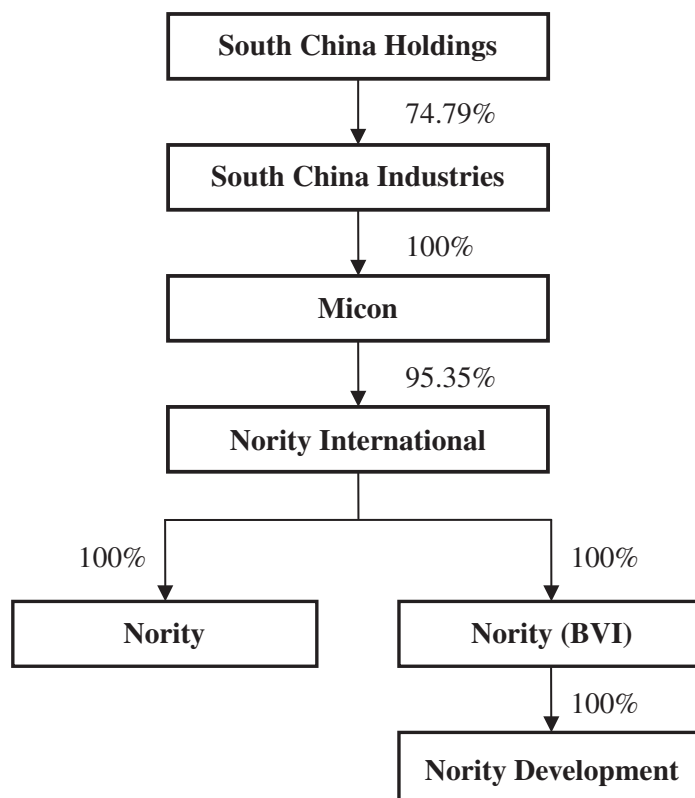 South China Holdings
74.79%
South China Industries
100%
Micon
95.35%
Nority International
100%
100%
Nority
Nority (BVI)
100%
Nority Development